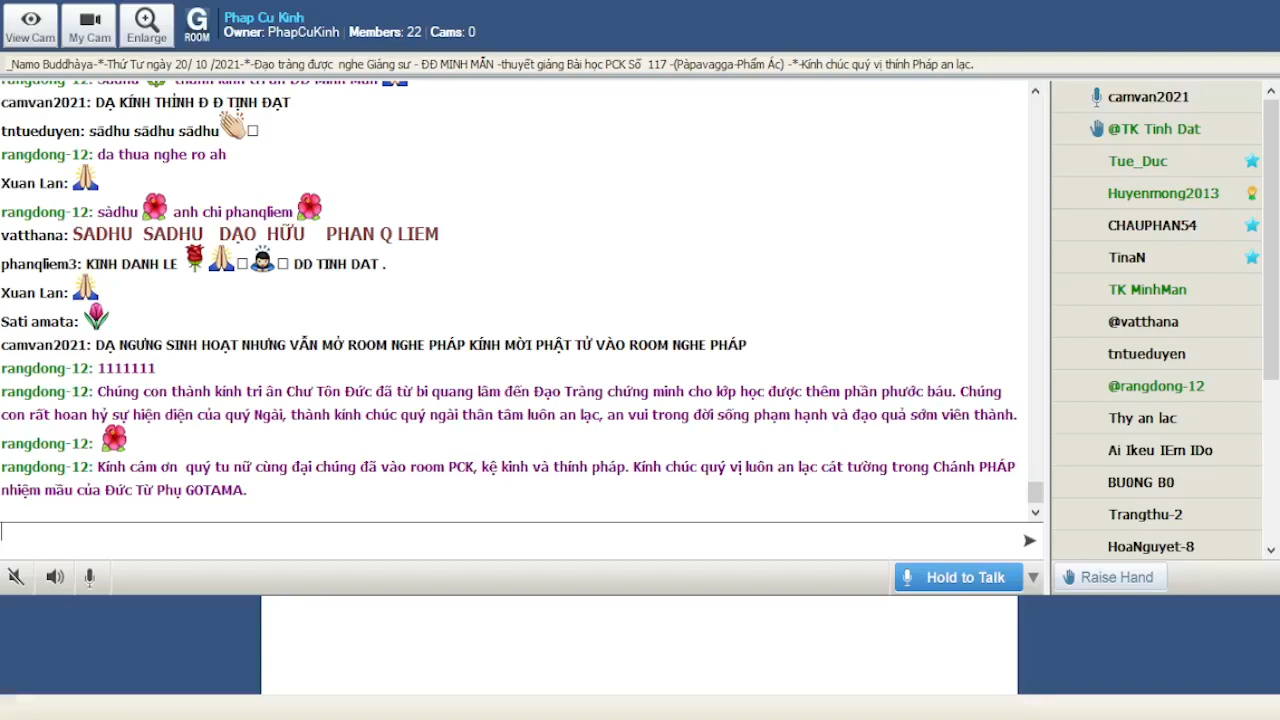 View Cam
My Cam
Enlarge
G
ROOM
Phap Cu Kinh
Owner: PhapCuKinh | Members: 22 | Cams: 0
_Namo Buddhàya-*-Thứ Tư ngày 20/ 10 /2021-*-Đạo tràng được nghe Giảng sư - ĐĐ MINH MẪN -thuyết giảng Bài học PCK Số 117 -(Pàpavagga-Phẩm Ác) -*-Kính chúc quý vị thính Pháp an lạc.
camvan2021: DẠ KÍNH THỈNH Đ Đ TỊNH ĐẠT
tntueduyen: sādhu sādhu sādhu
rangdong-12: da thua nghe ro ah
Xuan Lan:
rangdong-12: sàdhu anh chi phanqliem
vatthana: SADHU SADHU DẠO HỮU PHAN Q LIEM
phanqliem3: KINH DANH LE DD TINH DAT .
Xuan Lan:
Sati amata:
camvan2021: DẠ NGƯNG SINH HOẠT NHƯNG VẪN MỞ ROOM NGHE PHÁP KÍNH MỜI PHẬT TỬ VÀO ROOM NGHE PHÁP
rangdong-12: 1111111
rangdong-12: Chúng con thành kính tri ân Chư Tôn Đức đã từ bi quang lâm đến Đạo Tràng chứng minh cho lớp học được thêm phần phước báu. Chúng
con rất hoan hỷ sự hiện diện của quý Ngài, thành kính chúc quý ngài thân tâm luôn an lạc, an vui trong đời sống phạm hạnh và đạo quả sớm viên thành.
rangdong-12:
rangdong-12: Kính cám ơn quý tu nữ cùng đại chúng đã vào room PCK, kệ kinh và thính pháp. Kính chúc quý vị luôn an lạc cát tường trong Chánh PHÁP
nhiệm mầu của Đức Từ Phụ GOTAMA.
camvan2021
@TK Tinh Dat
Tue_Duc
Huyenmong2013
CHAUPHAN54
TinaN
TK MinhMan
@vatthana
tntueduyen
@rangdong-12
Thy an lac
Ai Ikeu IEm IDo
BU0NG B0
Trangthu-2
HoaNguyet-8
Hold to Talk
Raise Hand